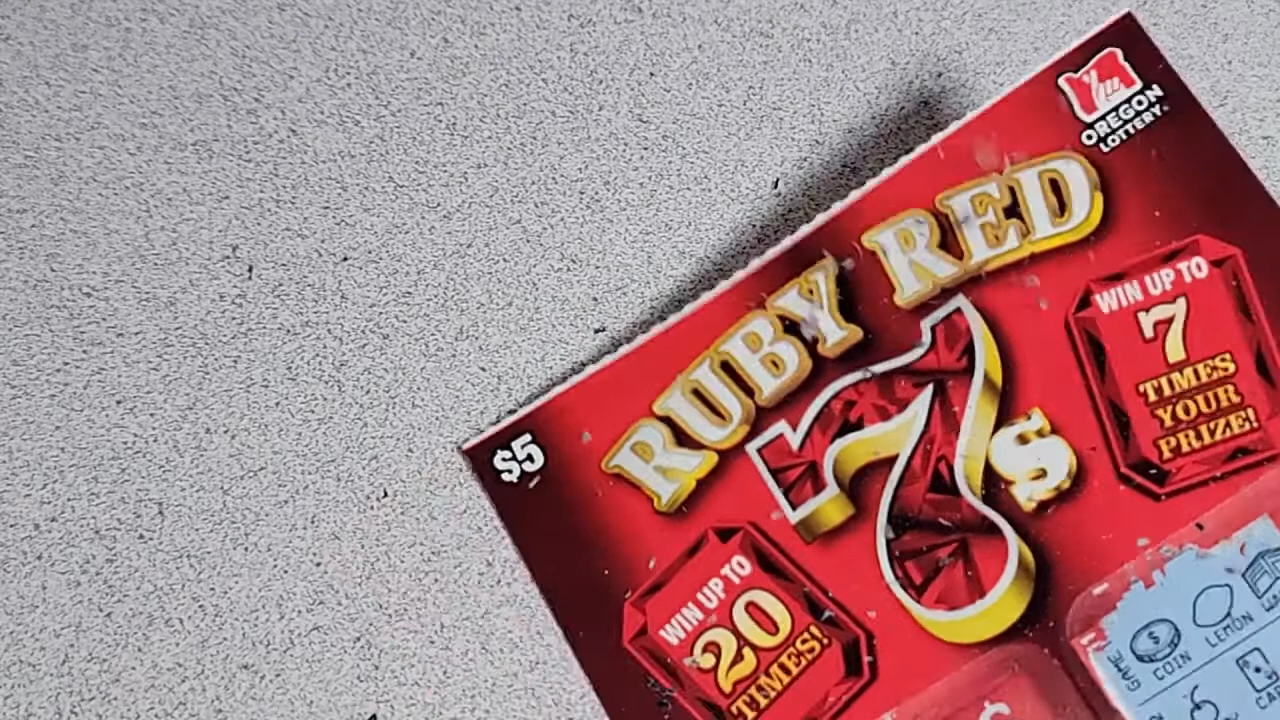 OREGON
LOTTERY
$5
RUBY RED
7s
WIN UP TO
7
TIMES
YOUR
PRIZE!
WIN UP TO
20
TIMES!
GAME
COIN
LEMON